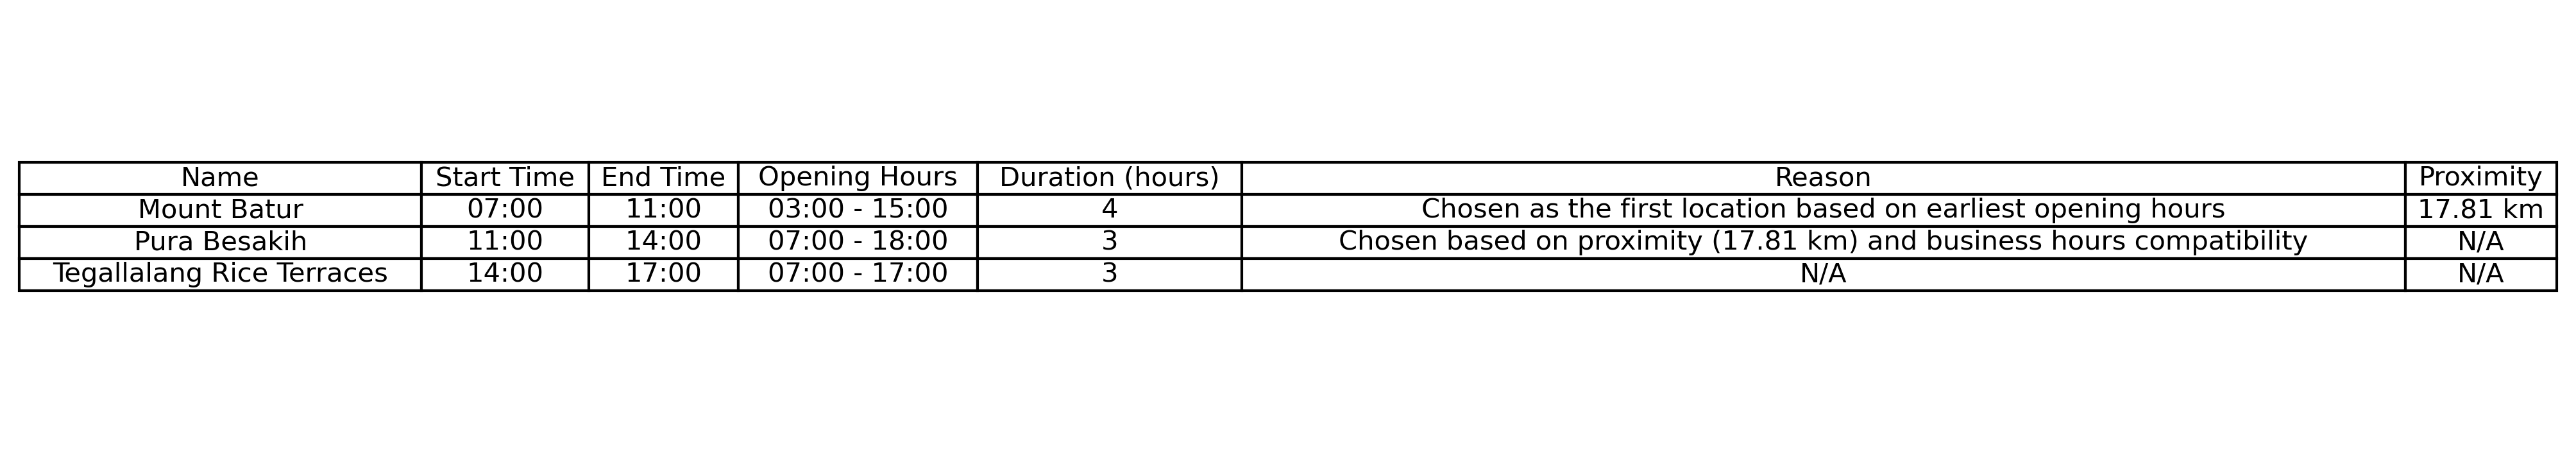 Name Start Time End Time Opening Hours Duration (hours) Reason Proximity
Mount Batur 07:00 11:00 03:00 - 15:00 4 Chosen as the first location based on earliest opening hours 17.81 km
Pura Besakih 11:00 14:00 07:00 - 18:00 3 Chosen based on proximity (17.81 km) and business hours compatibility N/A
Tegallalang Rice Terraces 14:00 17:00 07:00 - 17:00 3 N/A N/A